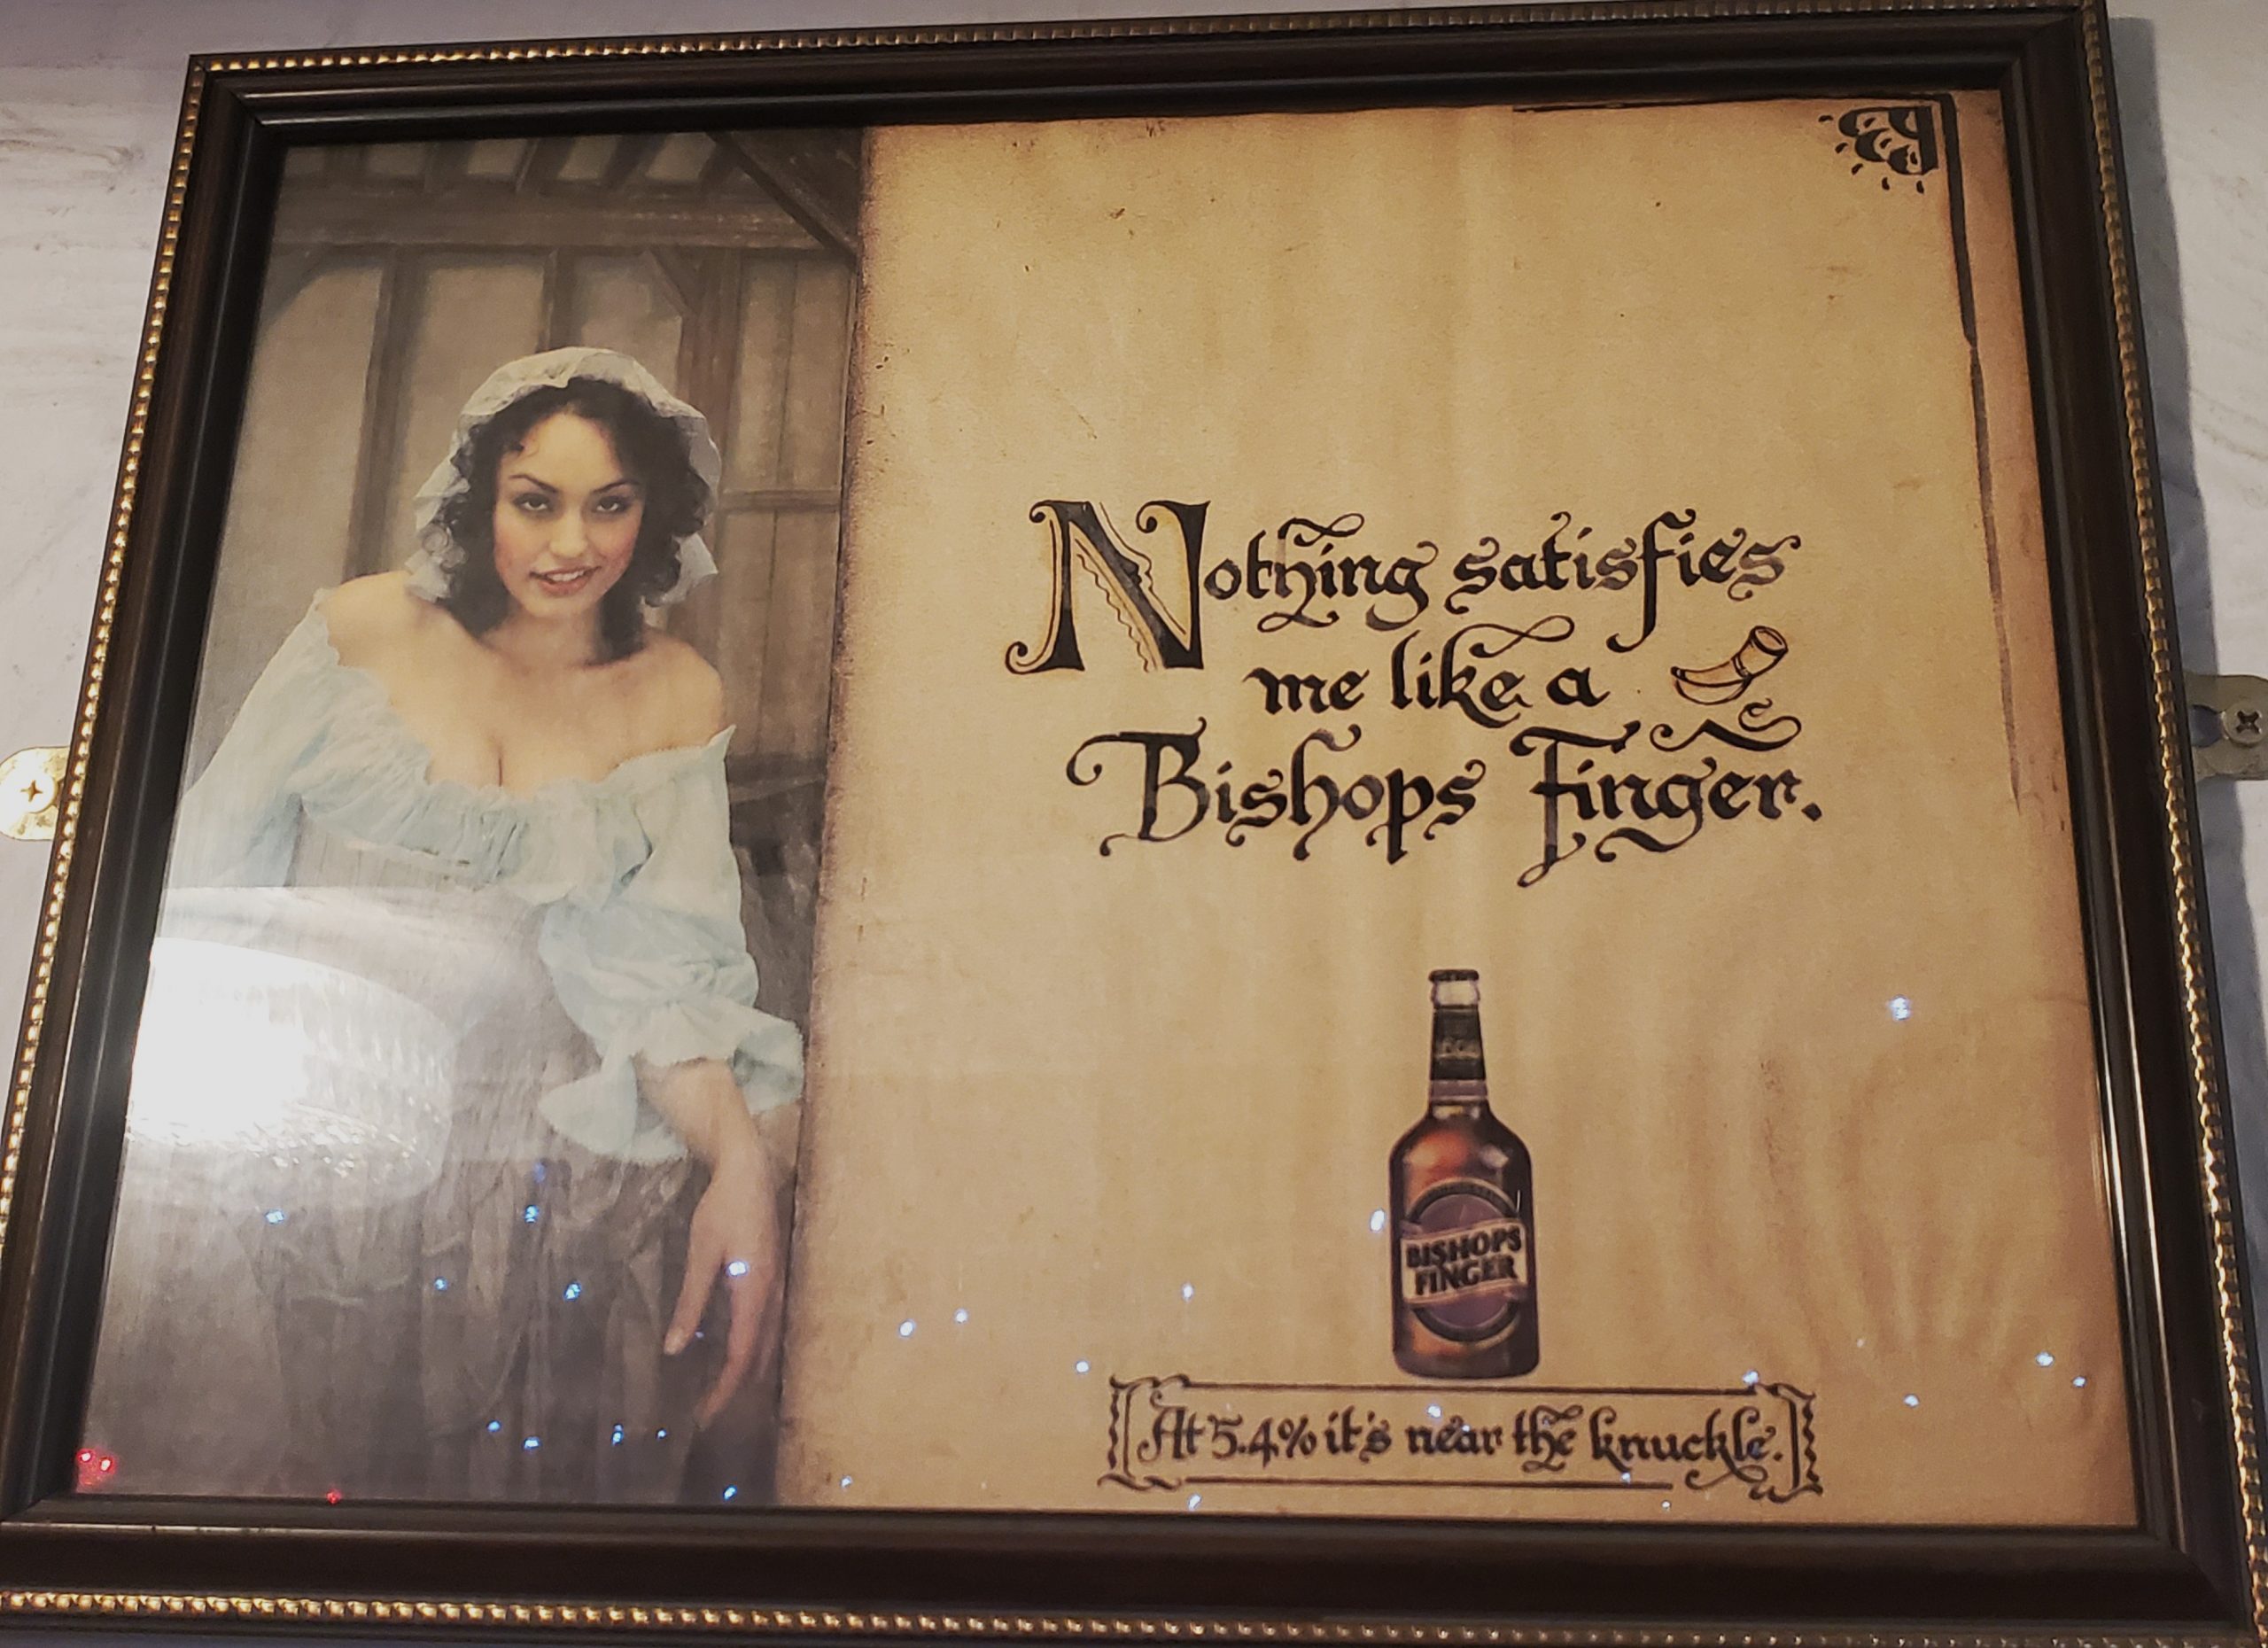 Nothing satisfies
me like a
Bishops Finger.
BISHOPS
FINGER
At 5.4% it's near the knuckle.